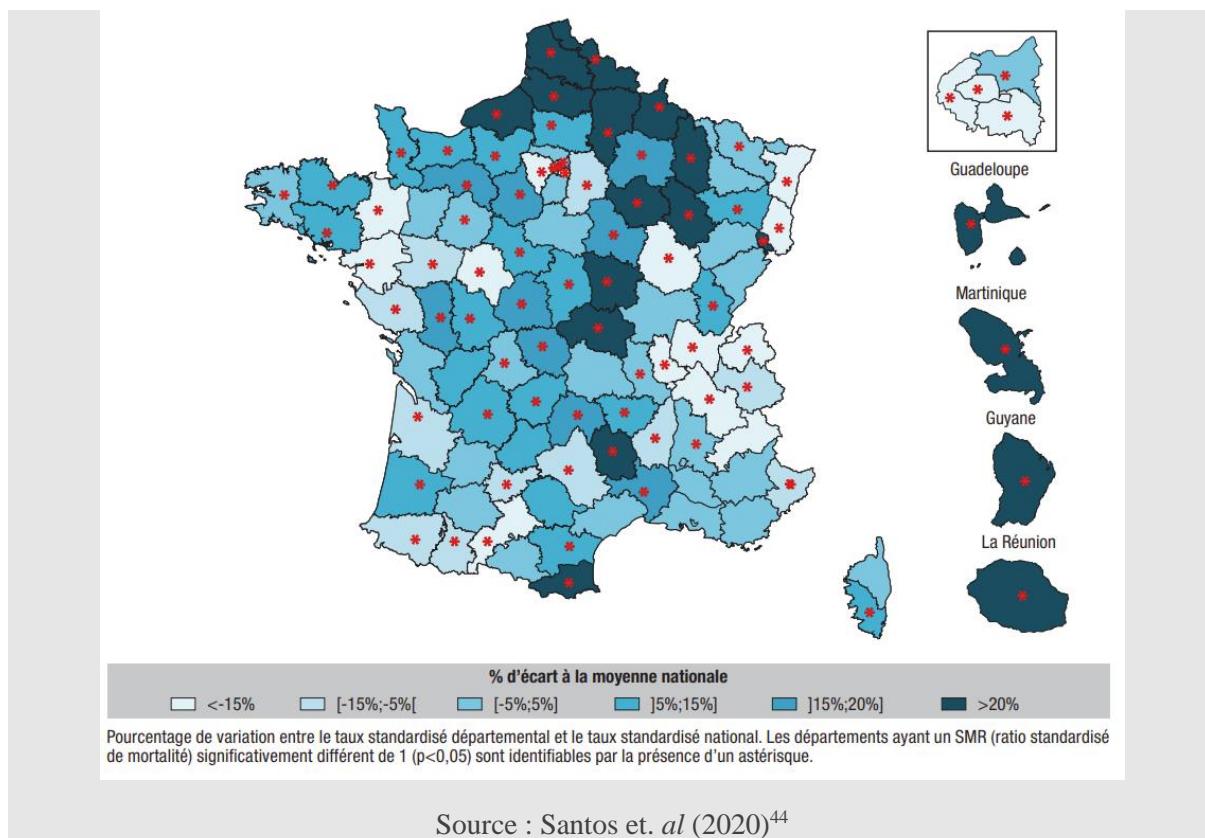 Guadeloupe
Martinique
Guyane
La Réunion
% d'écart à la moyenne nationale
<-15% [-15%;-5%[ [-5%;5%] ]5%;15%] ]15%;20%] >20%
Pourcentage de variation entre le taux standardisé départemental et le taux standardisé national. Les départements ayant un SMR (ratio standardisé
de mortalité) significativement différent de 1 (p<0,05) sont identifiables par la présence d'un astérisque.
Source : Santos et. al (2020)44